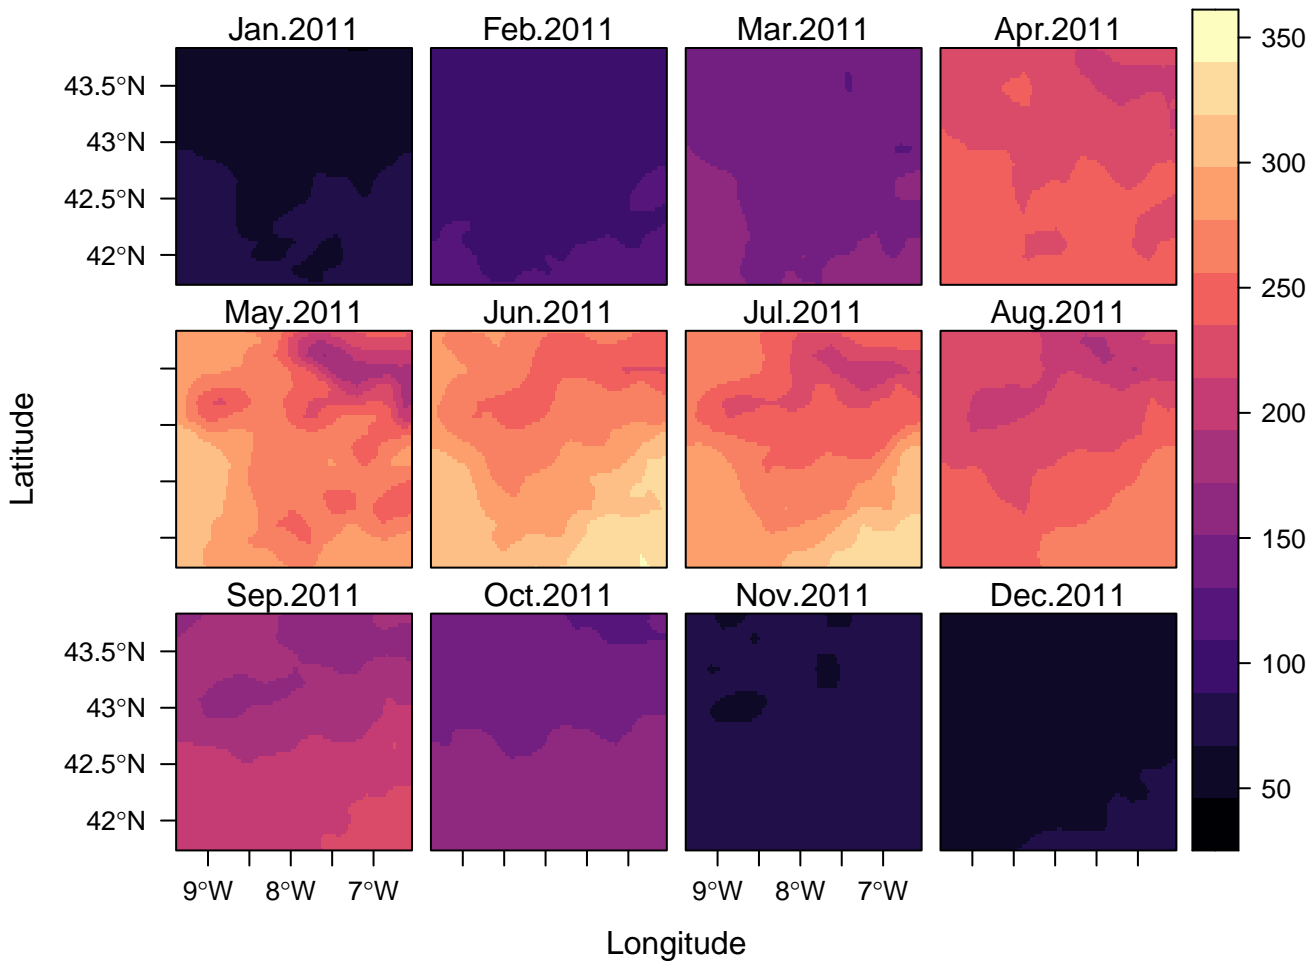 Jan.2011 Feb.2011 Mar.2011 Apr.2011
43.5°N
43°N
42.5°N
42°N
May.2011 Jun.2011 Jul.2011 Aug.2011
Latitude
Sep.2011 Oct.2011 Nov.2011 Dec.2011
43.5°N
43°N
42.5°N
42°N
9°W 8°W 7°W 9°W 8°W 7°W
Longitude
350
300
250
200
150
100
50